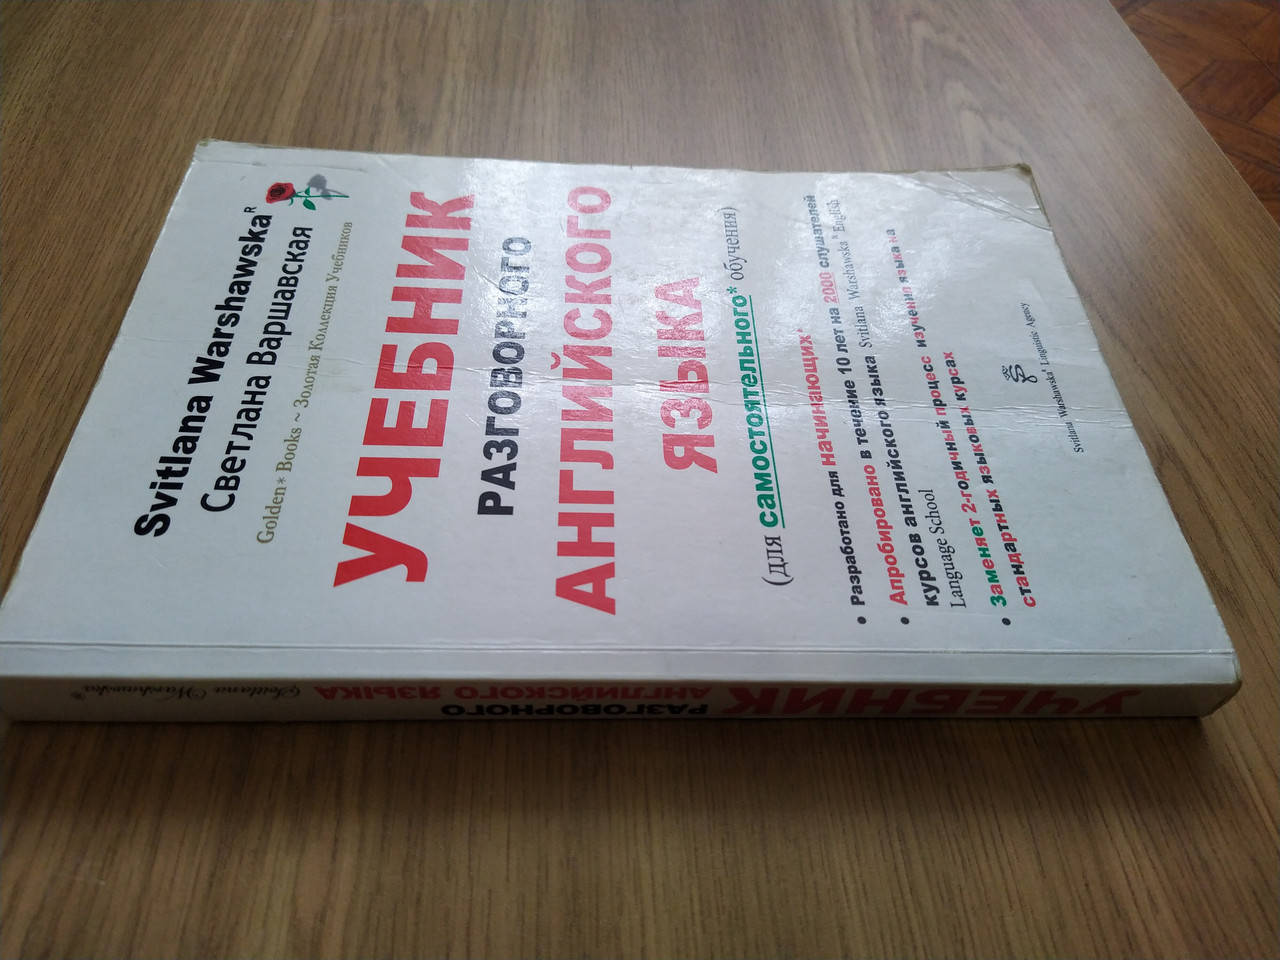 Svitlana Warshawska R
Светлана Варшавская
Golden* Books ~ Золотая Коллекция Учебников
УЧЕБНИК
РАЗГОВОРНОГО
АНГЛИЙСКОГО
ЯЗЫКА
(для самостоятельного* обучения)
• Разработано для начинающих*
• Апробировано в течение 10 лет на 2000 слушателей
курсов английского языка Svitlana Warshawska R English
Language School
• Заменяет 2-годичный процесс изучения языка на
стандартных языковых курсах
Svitlana Warshawska R Linguistic Agency
УЧЕБНИК
РАЗГОВОРНОГО
АНГЛИЙСКОГО ЯЗЫКА
Svitlana Warshawska R